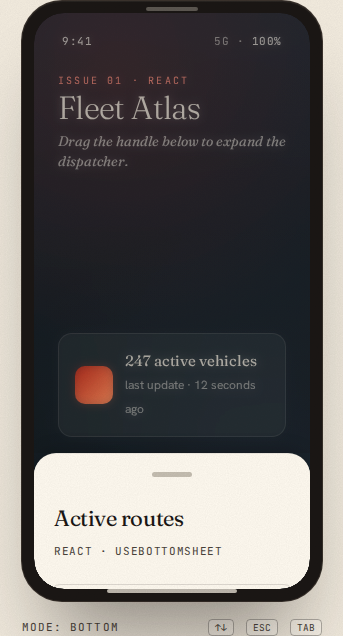 9:41 5G · 100%
ISSUE 01 · REACT
Fleet Atlas
Drag the handle below to expand the
dispatcher.
247 active vehicles
last update · 12 seconds
ago
Active routes
REACT · USEBOTTOMSHEET
MODE: BOTTOM ↑↓ ESC TAB